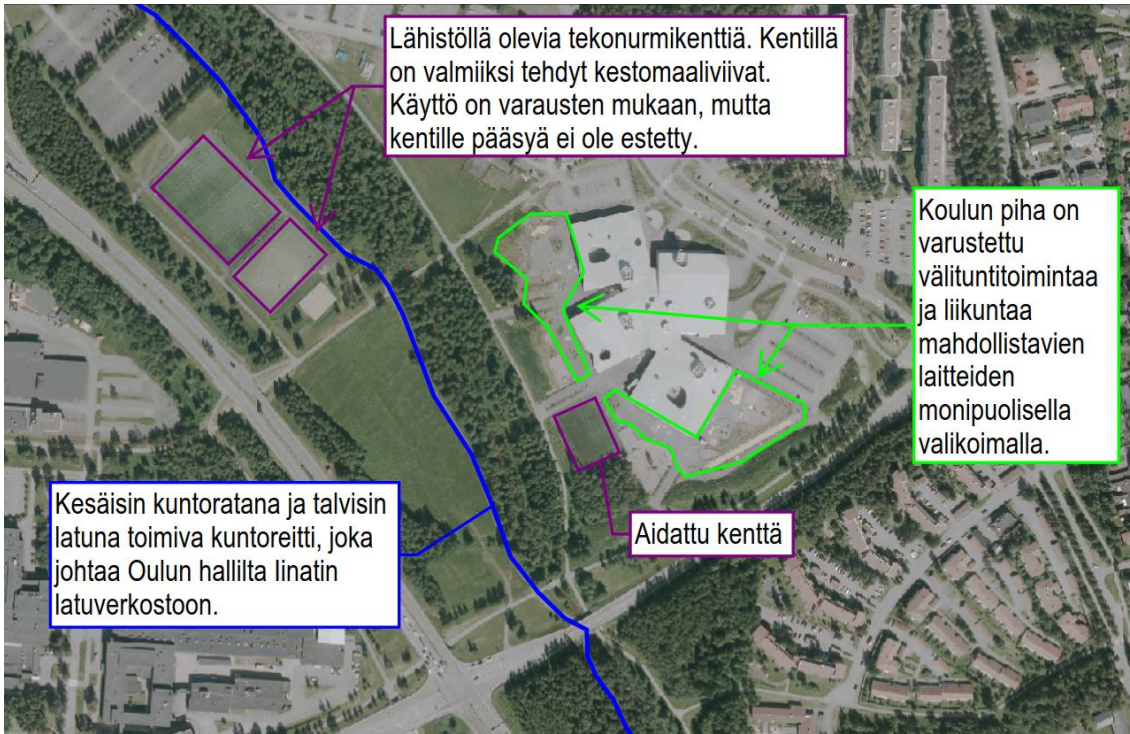 Lähistöllä olevia tekonurmikenttiä. Kentillä
on valmiiksi tehdyt kestomaaliviivat.
Käyttö on varausten mukaan, mutta
kentille pääsyä ei ole estetty.
Koulun piha on
varustettu
välituntitoimintaa
ja liikuntaa
mahdollistavien
laitteiden
monipuolisella
valikoimalla.
Kesäisin kuntoratana ja talvisin
latuna toimiva kuntoreitti, joka
johtaa Oulun hallilta Iinatin
latuverkostoon.
Aidattu kenttä